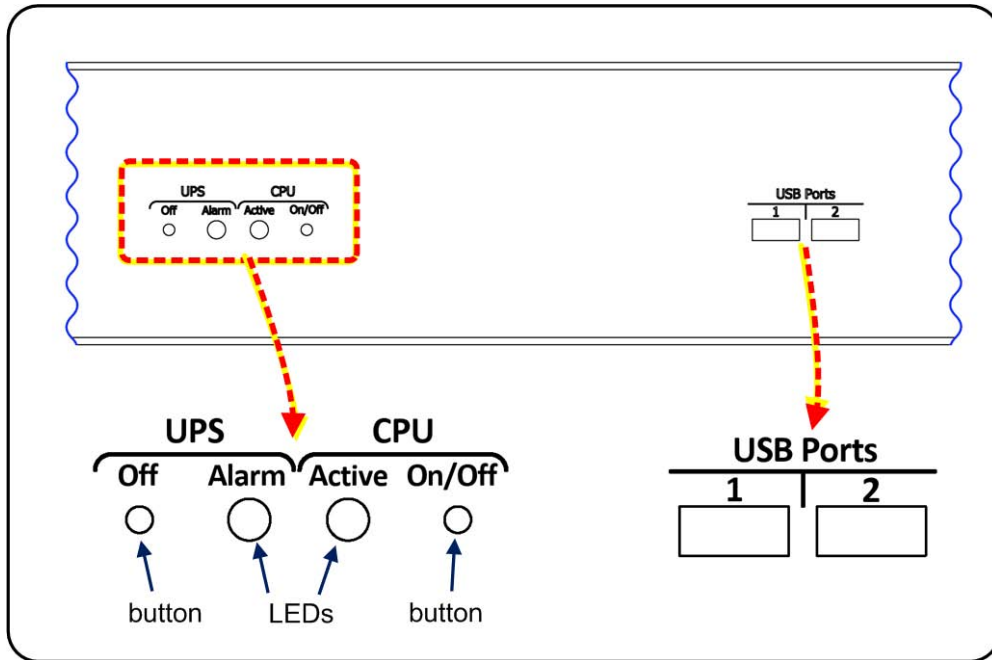 UPS CPU
Off Alarm Active On/Off
USB Ports
1 2
UPS CPU
Off Alarm Active On/Off
button LEDs button
USB Ports
1 2